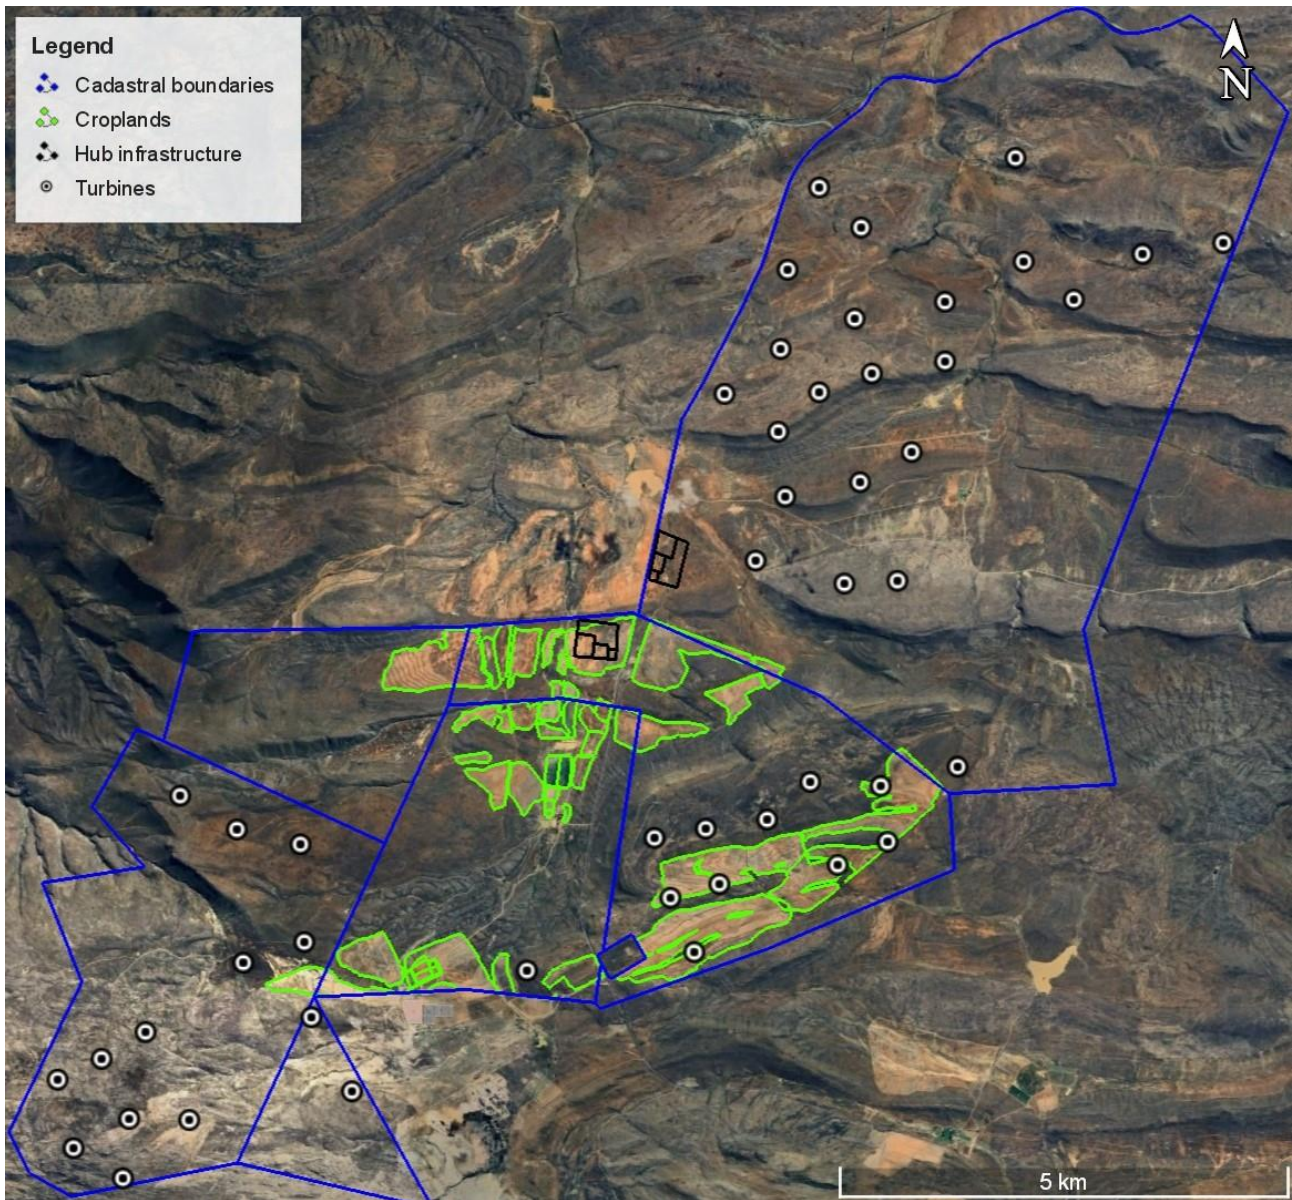 Legend
Cadastral boundaries
Croplands
Hub infrastructure
Turbines
N
5 km